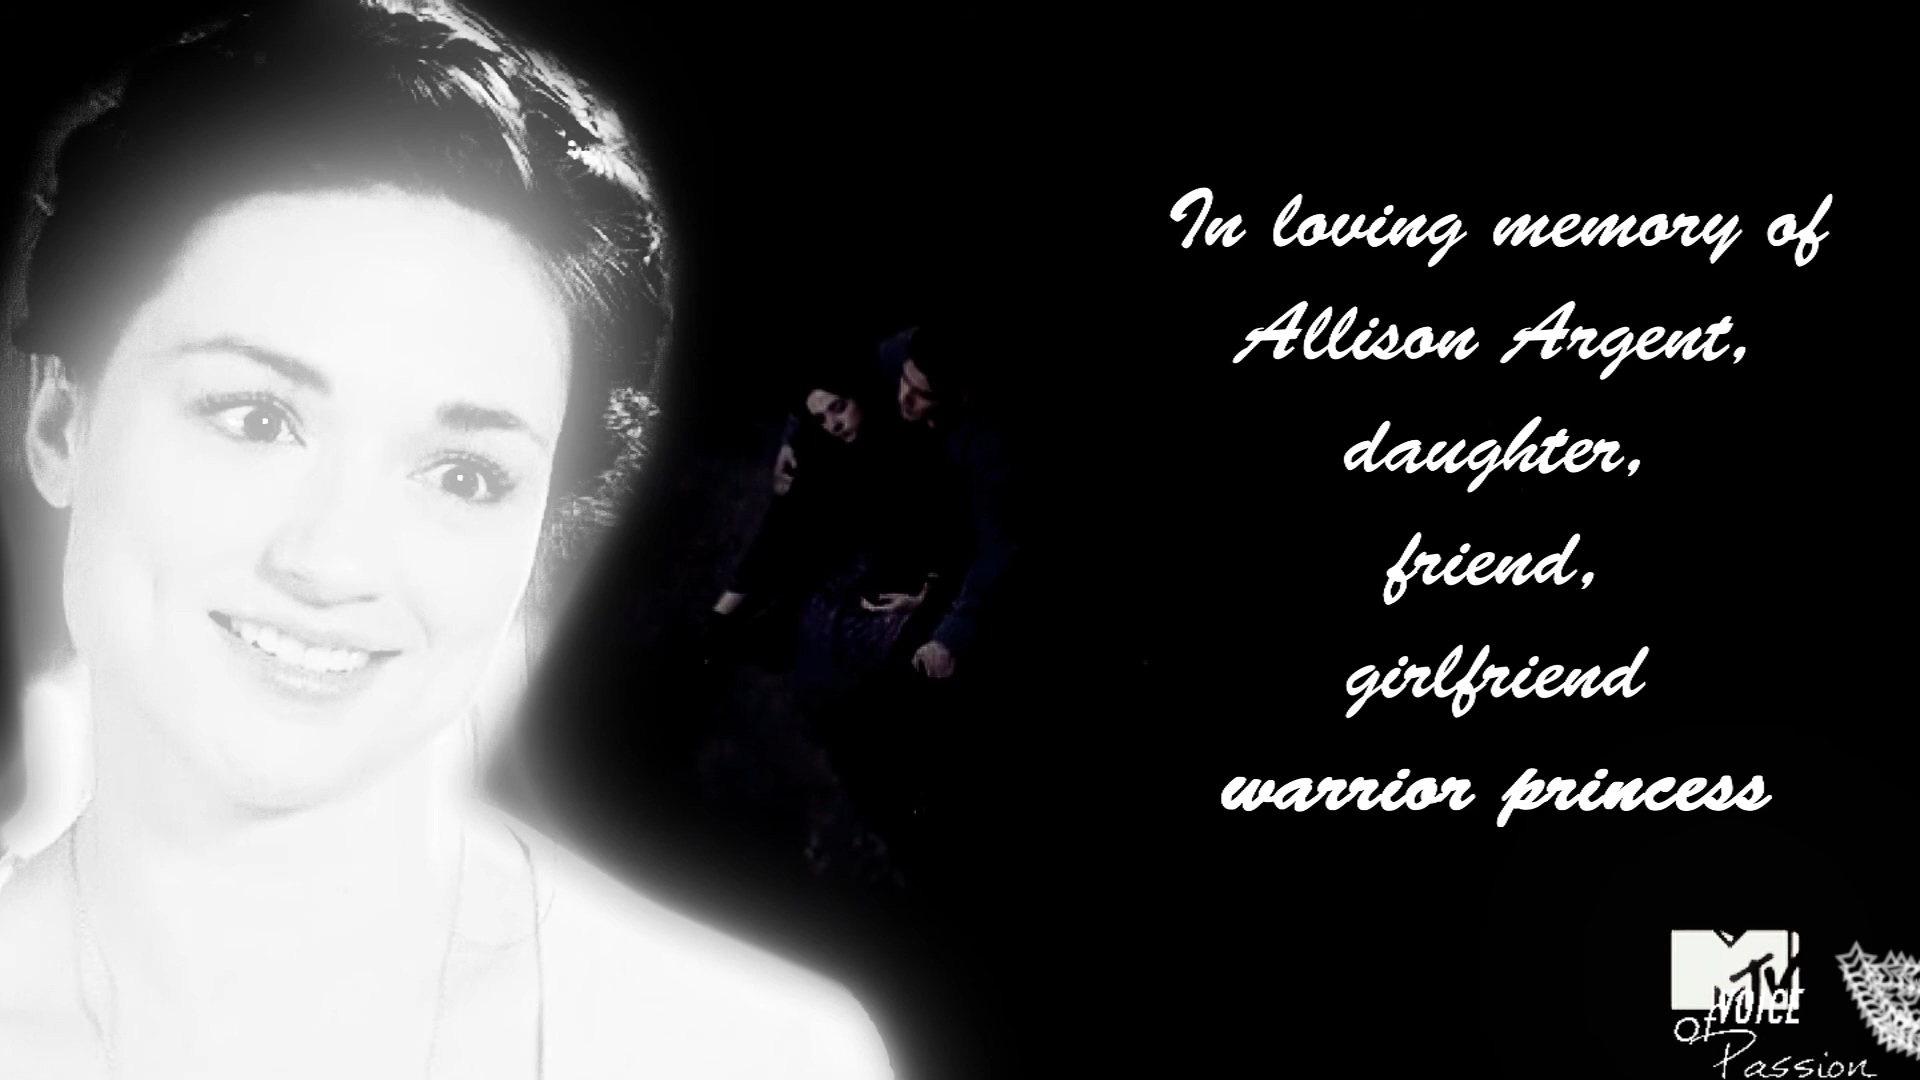 In loving memory of
Allison Argent,
daughter,
friend,
girlfriend
warrior princess
MTV
VOICE
Of
Passion